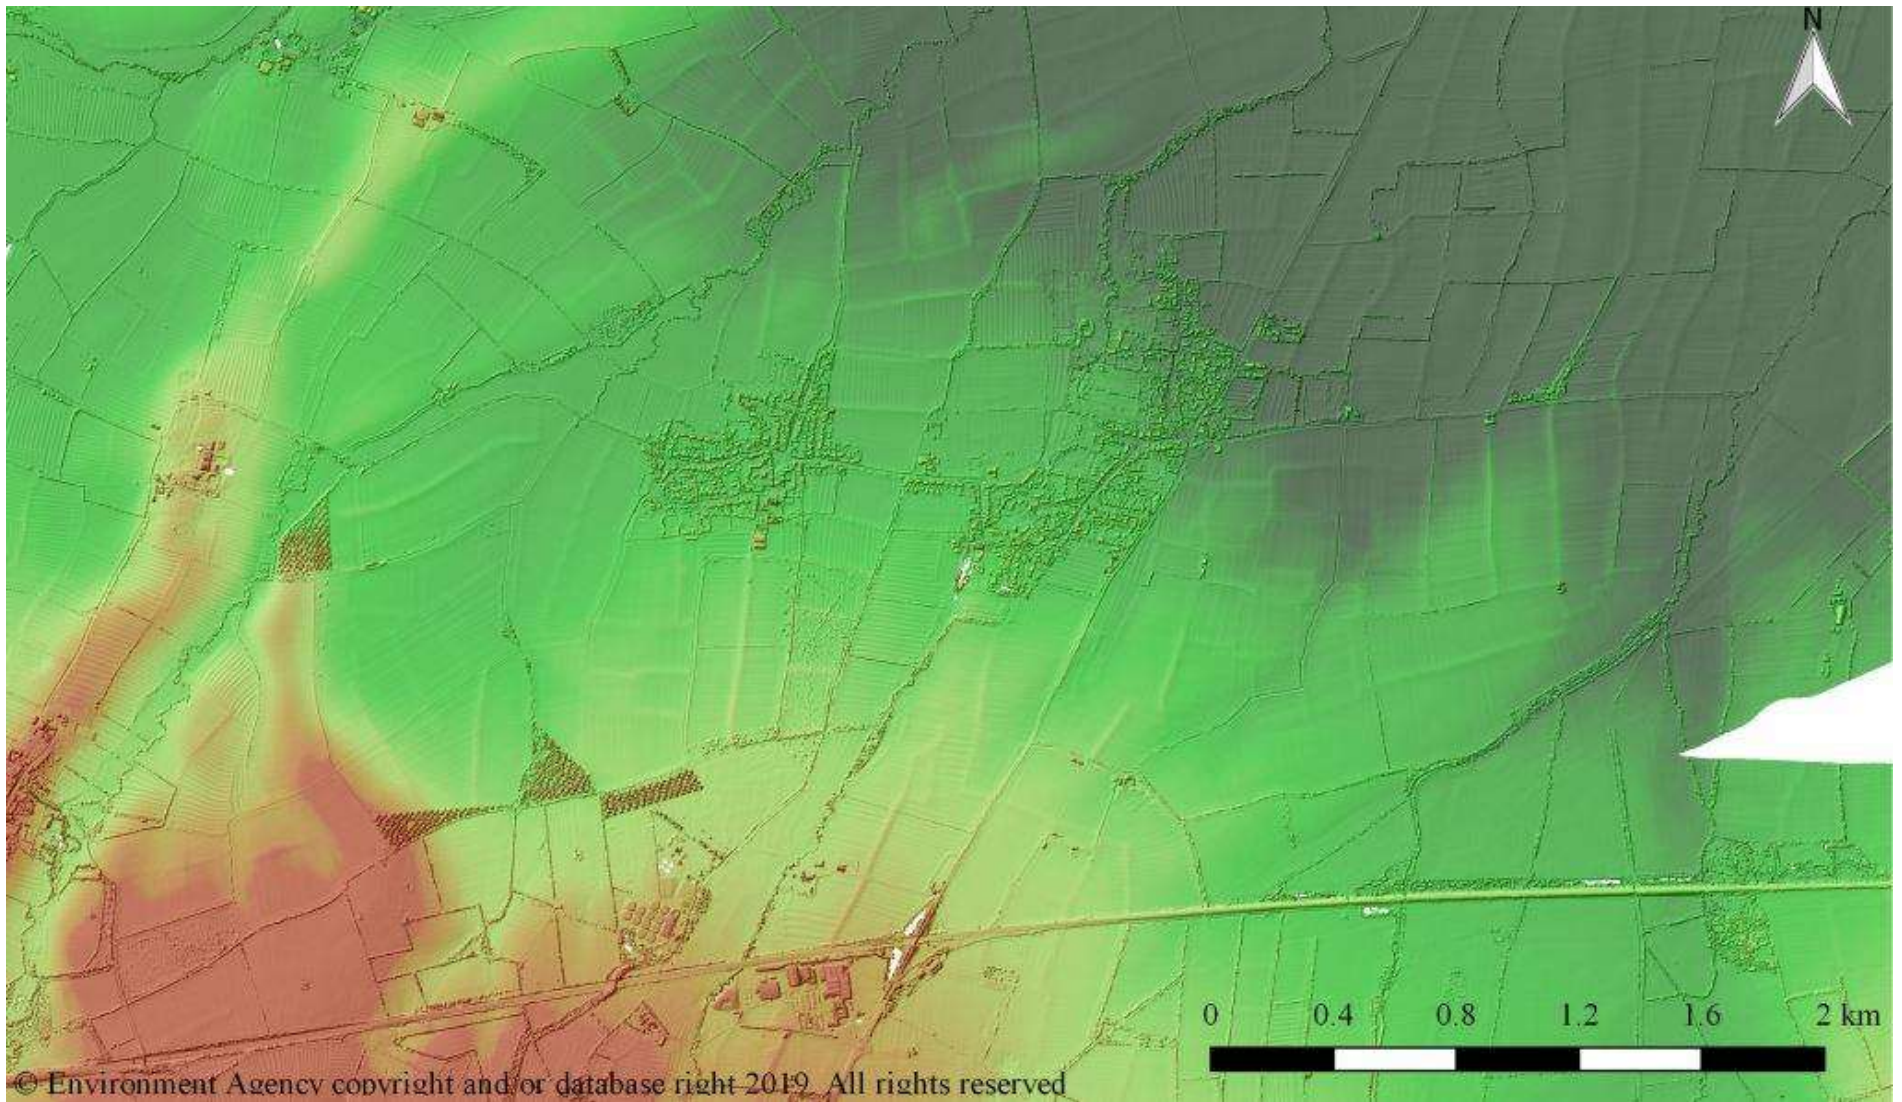 N
0 0.4 0.8 1.2 1.6 2 km
© Environment Agency copyright and/or database right 2019. All rights reserved